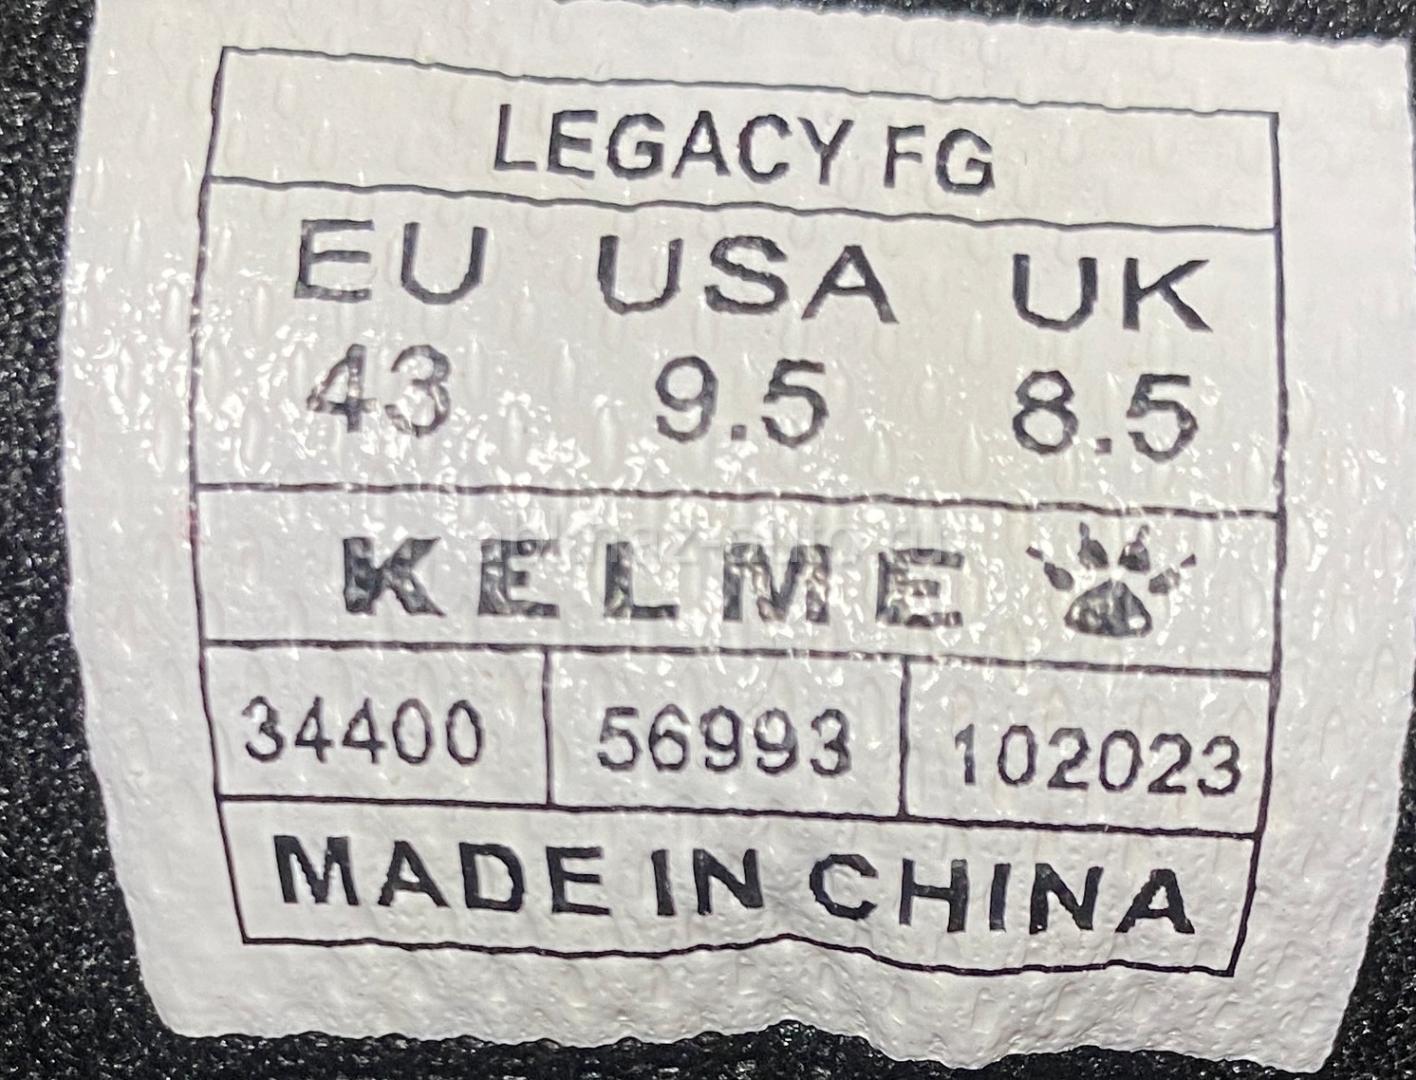 LEGACY FG
EU USA UK
43 9.5 8.5
KELME
34400 56993 102023
MADE IN CHINA